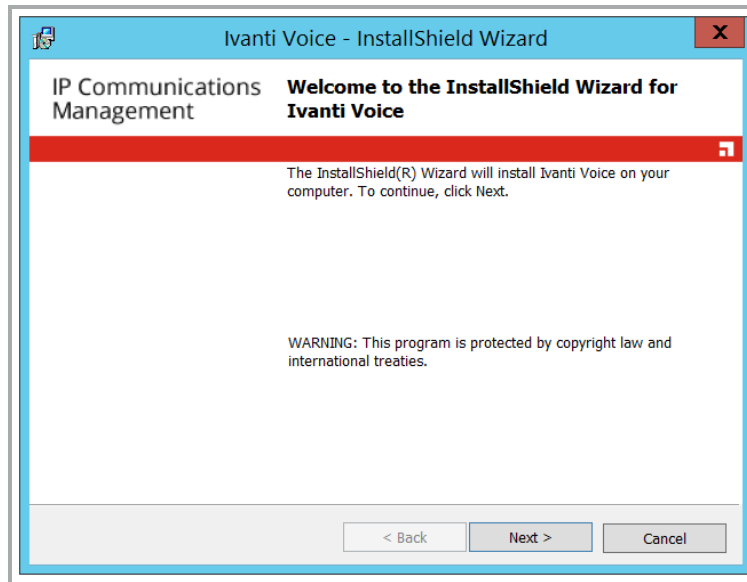 Ivanti Voice - InstallShield Wizard
X
IP Communications
Management
Welcome to the InstallShield Wizard for
Ivanti Voice
The InstallShield(R) Wizard will install Ivanti Voice on your
computer. To continue, click Next.
WARNING: This program is protected by copyright law and
international treaties.
< Back
Next >
Cancel